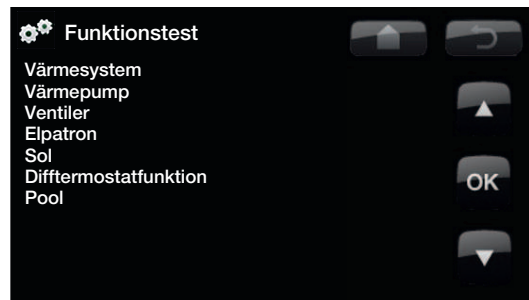 Funktionstest
Värmesystem
Värmepump
Ventiler
Elpatron
Sol
Difftermostatfunktion
Pool
OK